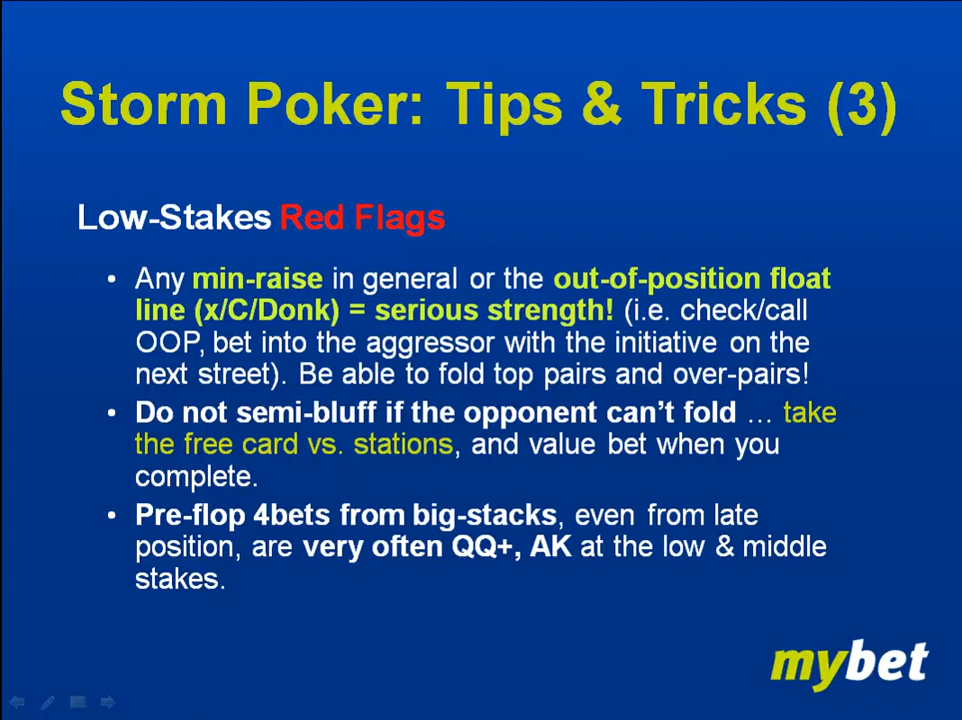 Storm Poker: Tips & Tricks (3)
Low-Stakes Red Flags
• Any min-raise in general or the out-of-position float
line (x/C/Donk) = serious strength! (i.e. check/call
OOP, bet into the aggressor with the initiative on the
next street). Be able to fold top pairs and over-pairs!
• Do not semi-bluff if the opponent can't fold … take
the free card vs. stations, and value bet when you
complete.
• Pre-flop 4bets from big-stacks, even from late
position, are very often QQ+, AK at the low & middle
stakes.
mybet